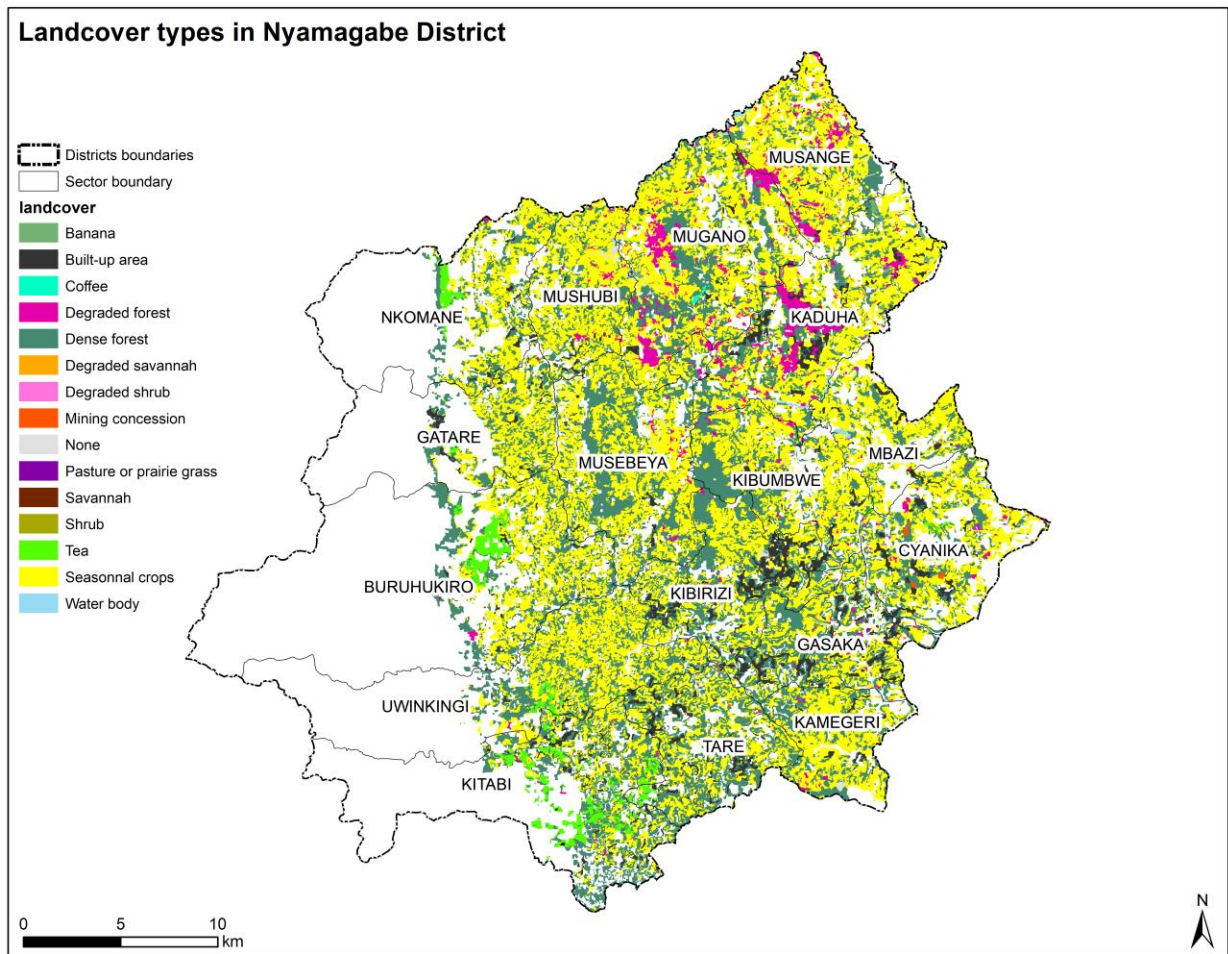 Landcover types in Nyamagabe District
Districts boundaries
Sector boundary
landcover
Banana
Built-up area
Coffee
Degraded forest
Dense forest
Degraded savannah
Degraded shrub
Mining concession
None
Pasture or prairie grass
Savannah
Shrub
Tea
Seasonnal crops
Water body
MUSANGE
MUGANO
MUSHUBI
NKOMANE
KADUHA
GATARE
MUSEBEYA
MBAZI
KIBUMBWE
CYANIKA
BURUHUKIRO
KIBIRIZI
GASAKA
UWINKINGI
KAMEGERI
TARE
KITABI
0 5 10
km
N